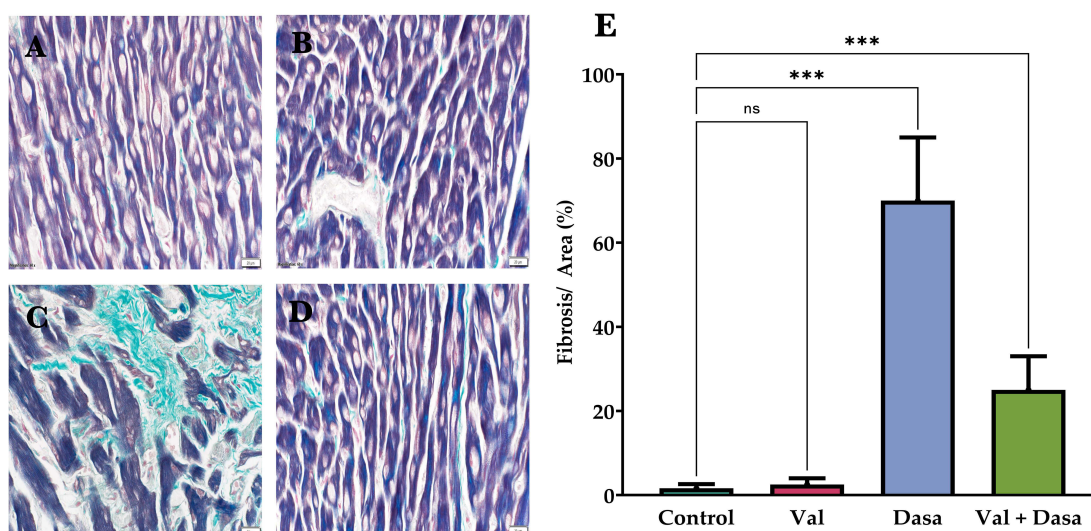 A
B
C
D
E
***
***
ns
100
80
60
40
20
0
Fibrosis/ Area (%)
Control Val Dasa Val + Dasa